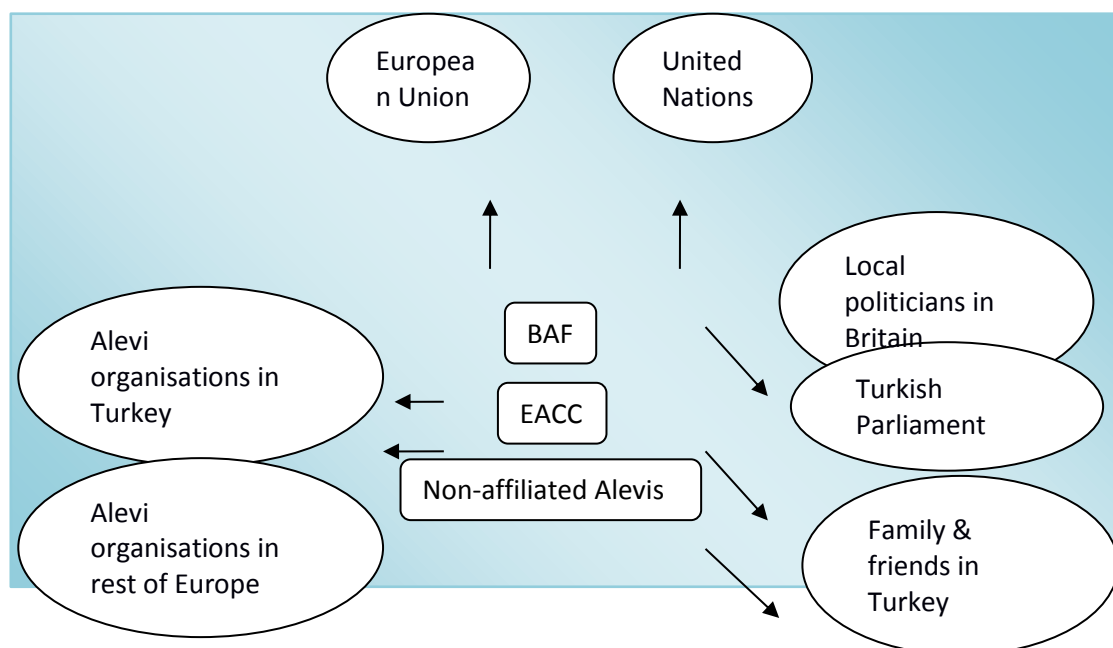 Europea
n Union
United
Nations
Local
politicians in
Britain
BAF
Alevi
organisations in
Turkey
EACC
Turkish
Parliament
Non-affiliated Alevis
Alevi
organisations in
rest of Europe
Family &
friends in
Turkey